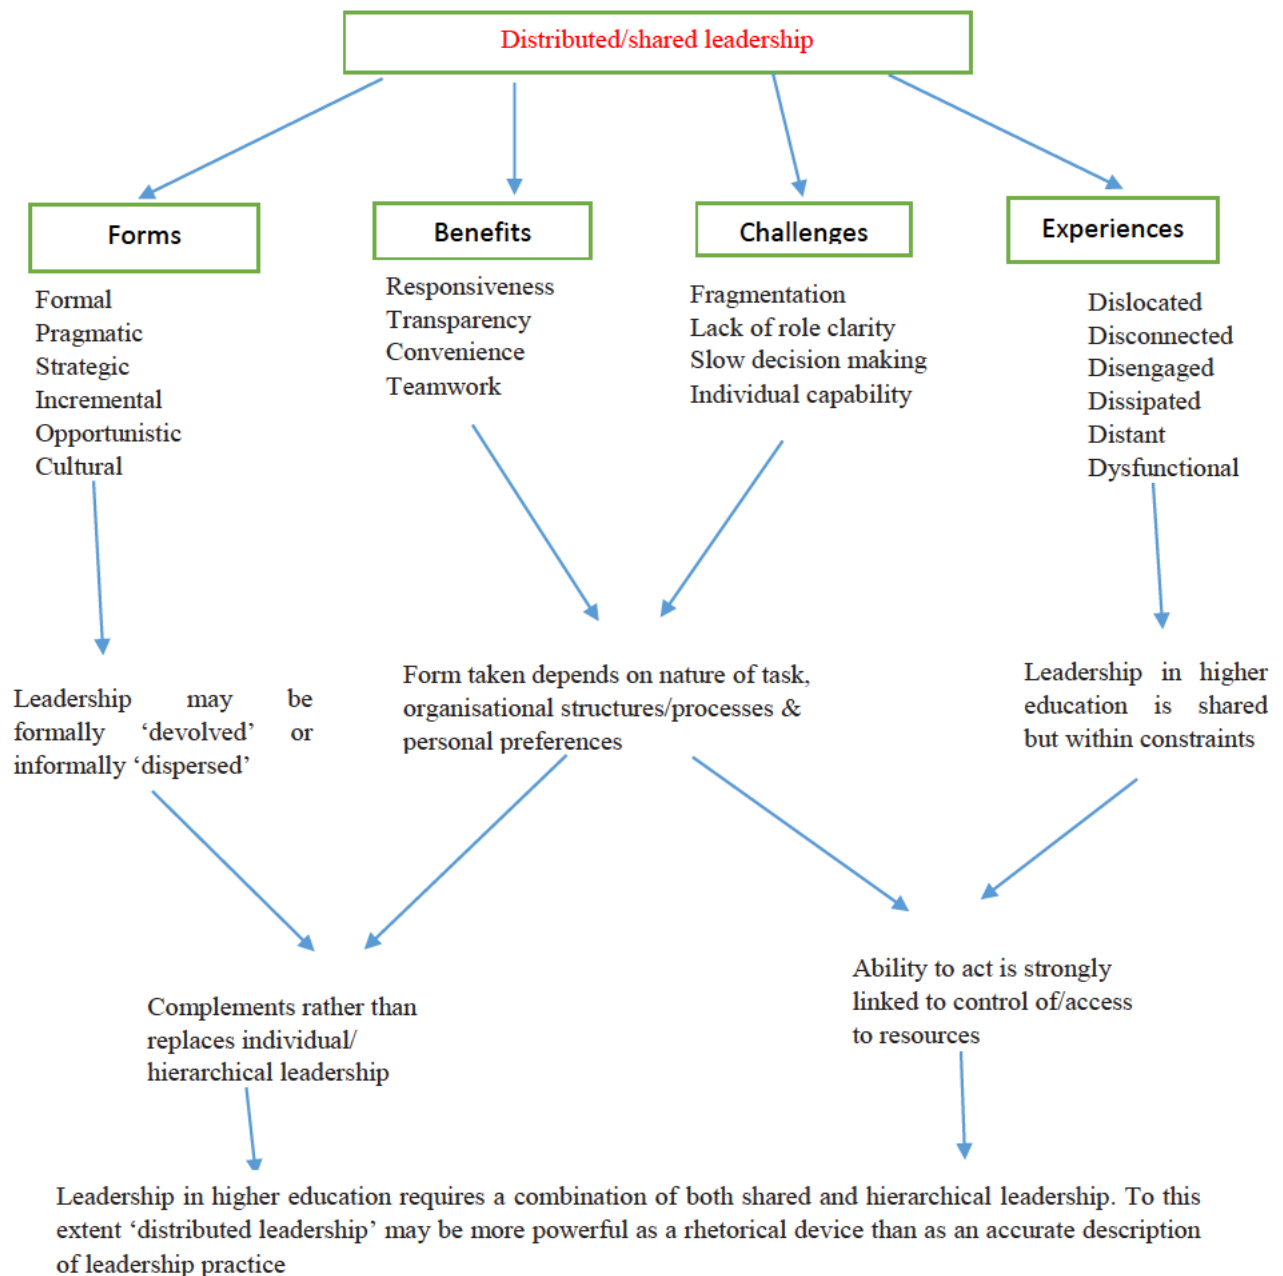 Distributed/shared leadership
Forms
Formal
Pragmatic
Strategic
Incremental
Opportunistic
Cultural
Benefits
Responsiveness
Transparency
Convenience
Teamwork
Challenges
Fragmentation
Lack of role clarity
Slow decision making
Individual capability
Experiences
Dislocated
Disconnected
Disengaged
Dissipated
Distant
Dysfunctional
Leadership may be
formally ‘devolved’ or
informally ‘dispersed’
Form taken depends on nature of task,
organisational structures/processes &
personal preferences
Leadership in higher
education is shared
but within constraints
Complements rather than
replaces individual/
hierarchical leadership
Ability to act is strongly
linked to control of/access
to resources
Leadership in higher education requires a combination of both shared and hierarchical leadership. To this
extent ‘distributed leadership’ may be more powerful as a rhetorical device than as an accurate description
of leadership practice